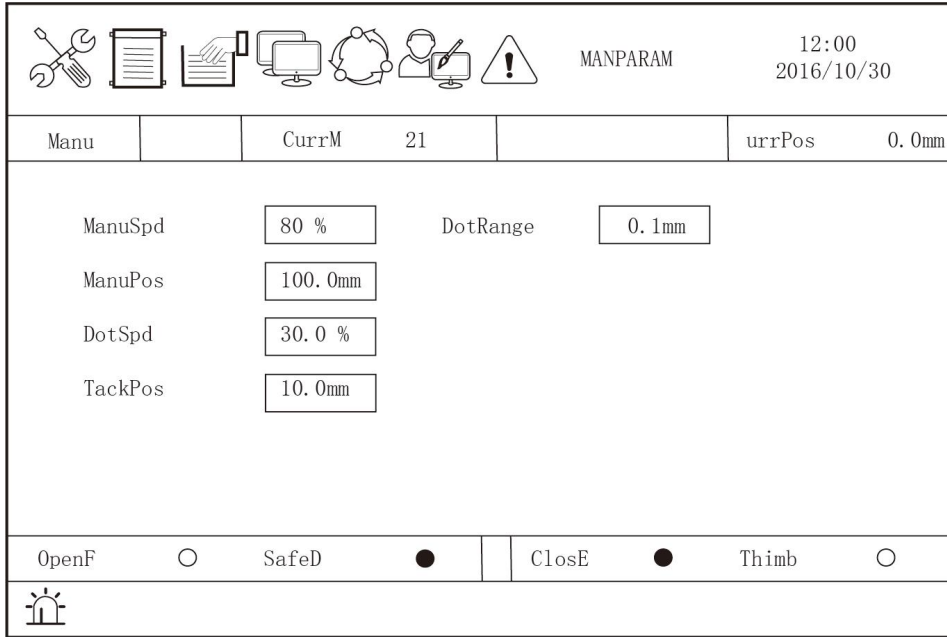 MANPARAM 12:00
2016/10/30
Manu CurrM 21 urrPos 0.0mm
ManuSpd 80 % DotRange 0.1mm
ManuPos 100.0mm
DotSpd 30.0 %
TackPos 10.0mm
OpenF SafeD ClosE Thimb